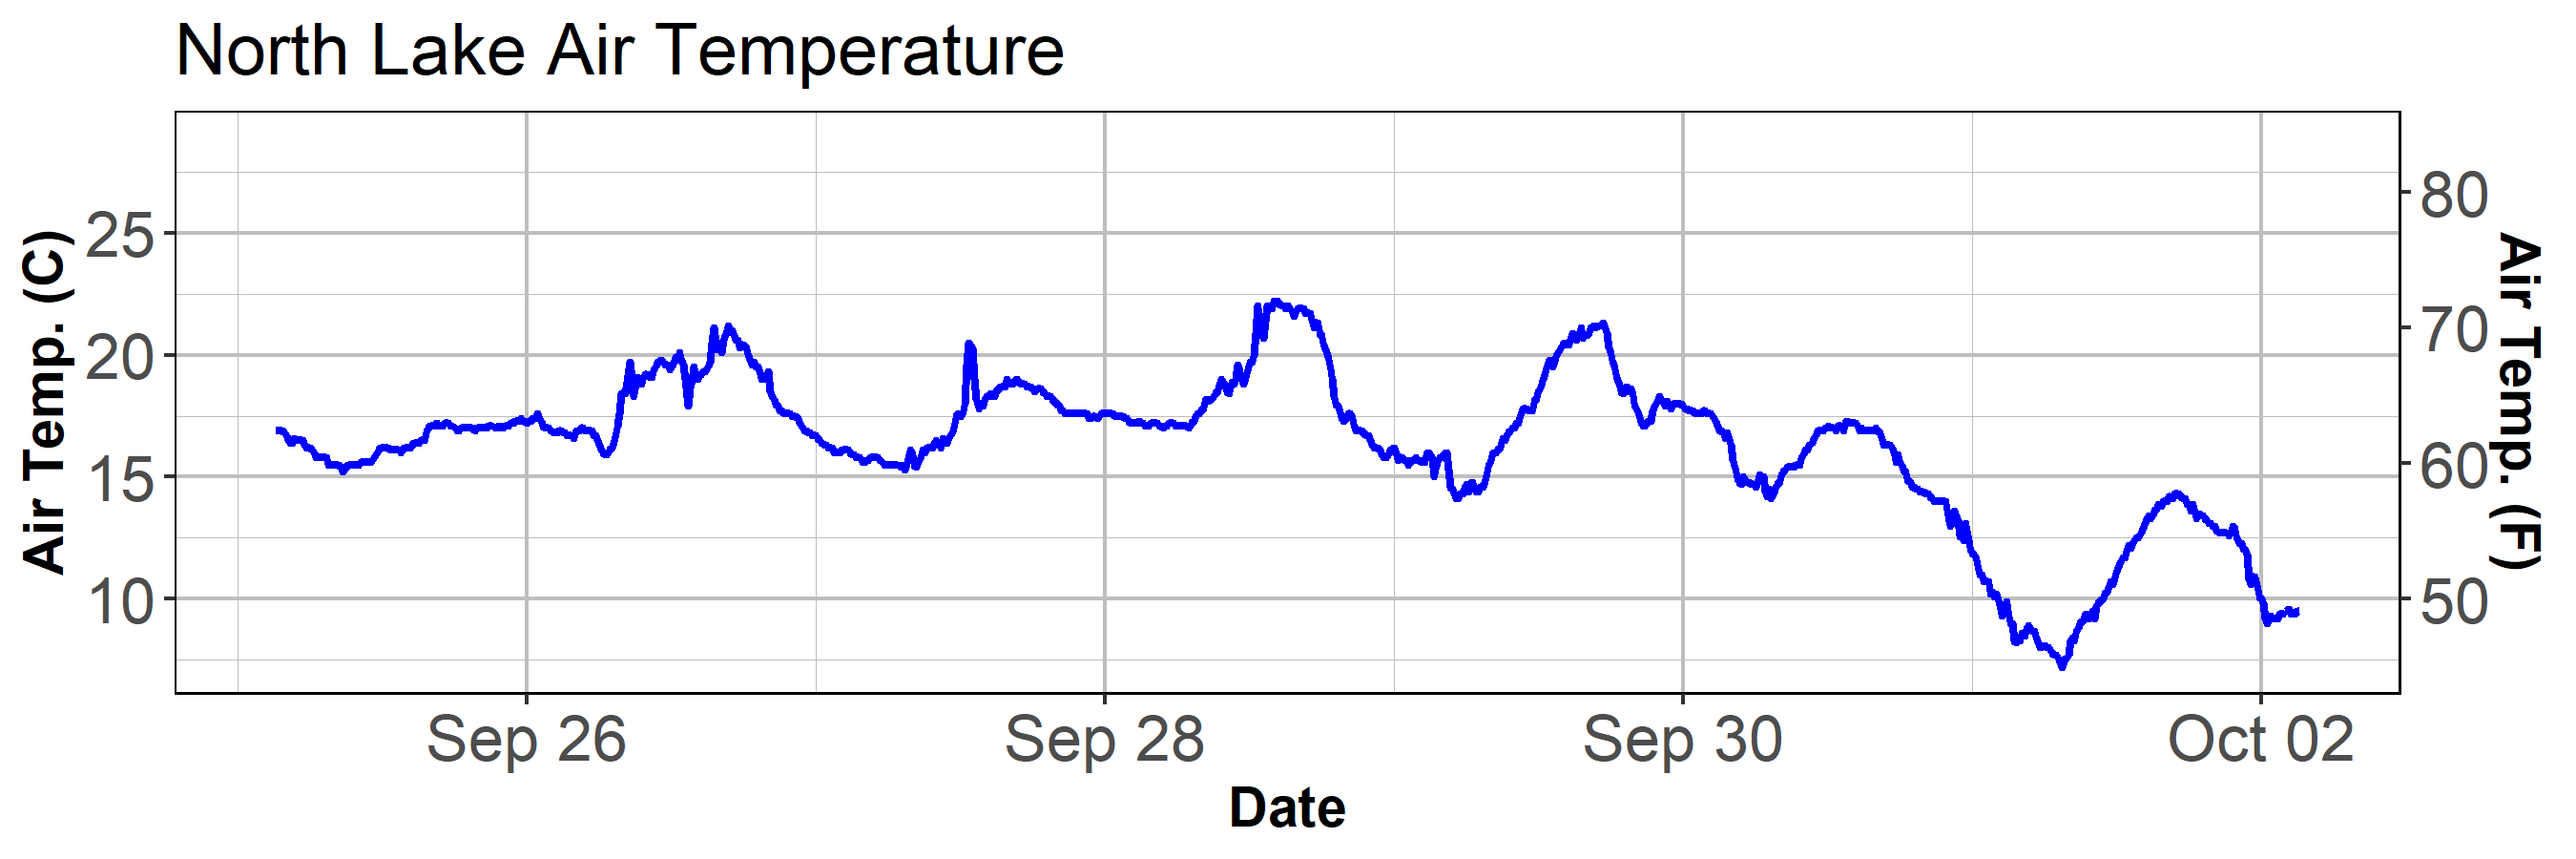 North Lake Air Temperature
Air Temp. (C)
25
20
15
10
80
70
60
50
Air Temp. (F)
Sep 26
Sep 28
Sep 30
Oct 02
Date